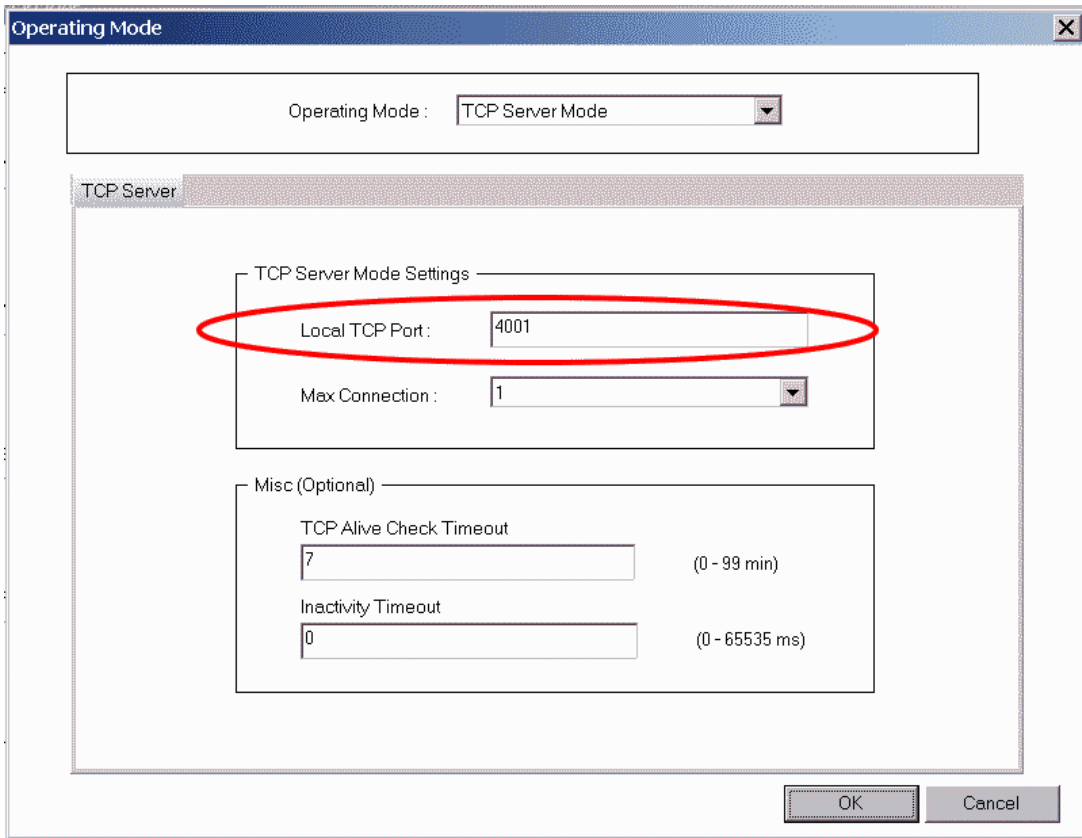 Operating Mode
Operating Mode : TCP Server Mode
TCP Server
TCP Server Mode Settings
Local TCP Port : 4001
Max Connection : 1
Misc (Optional)
TCP Alive Check Timeout
7 (0 - 99 min)
Inactivity Timeout
0 (0 - 65535 ms)
OK Cancel